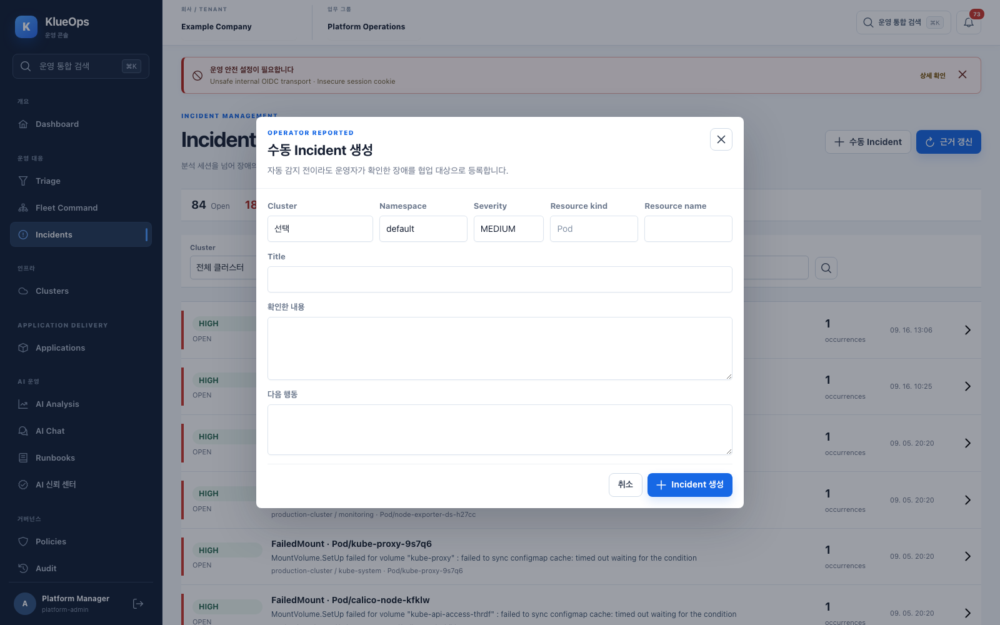 K
KlueOps
운영 콘솔
운영 통합 검색 ⌘K
개요
Dashboard
운영 대응
Triage
Fleet Command
Incidents
인프라
Clusters
APPLICATION DELIVERY
Applications
AI 운영
AI Analysis
AI Chat
Runbooks
AI 신뢰 센터
거버넌스
Policies
Audit
A
Platform Manager
platform-admin
회사 / TENANT
Example Company
업무 그룹
Platform Operations
운영 통합 검색 ⌘K
73
운영 안전 설정이 필요합니다
Unsafe internal OIDC transport · Insecure session cookie
상세 확인
INCIDENT MANAGEMENT
Incident
분석 세션을 넘어 장애의
수동 Incident
근거 갱신
84 Open 18
Cluster
전체 클러스터
OPERATOR REPORTED
수동 Incident 생성
자동 감지 전이라도 운영자가 확인한 장애를 협업 대상으로 등록합니다.
Cluster Namespace Severity Resource kind Resource name
선택 default MEDIUM Pod
Title
확인한 내용
다음 행동
취소
Incident 생성
HIGH
OPEN
1
occurrences
09. 16. 13:06
HIGH
OPEN
1
occurrences
09. 16. 10:25
HIGH
OPEN
1
occurrences
09. 05. 20:20
HIGH
OPEN
production-cluster / monitoring · Pod/node-exporter-ds-h27cc
1
occurrences
09. 05. 20:20
HIGH
OPEN
FailedMount · Pod/kube-proxy-9s7q6
MountVolume.SetUp failed for volume "kube-proxy" : failed to sync configmap cache: timed out waiting for the condition
production-cluster / kube-system · Pod/kube-proxy-9s7q6
1
occurrences
09. 05. 20:20
HIGH
OPEN
FailedMount · Pod/calico-node-kfklw
MountVolume.SetUp failed for volume "kube-api-access-thrdf" : failed to sync configmap cache: timed out waiting for the condition
1
occurrences
09. 05. 20:20